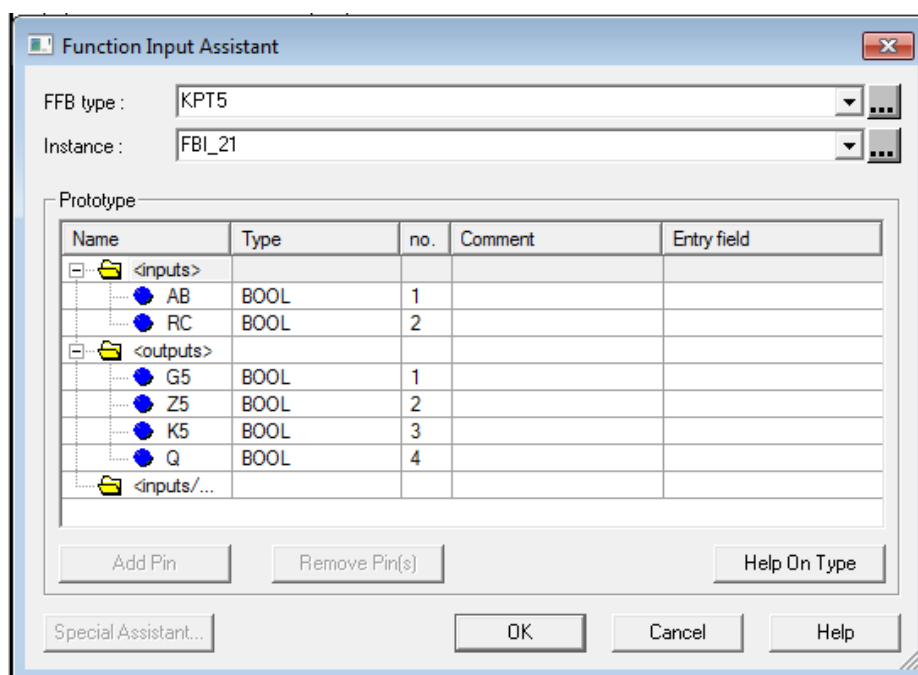 Function Input Assistant
FFB type : KPT5 ...
Instance : FBI_21 ...
Prototype
Name Type no. Comment Entry field
<inputs>
AB BOOL 1
RC BOOL 2
<outputs>
G5 BOOL 1
Z5 BOOL 2
K5 BOOL 3
Q BOOL 4
<inputs/...
Add Pin Remove Pin(s) Help On Type
Special Assistant... OK Cancel Help